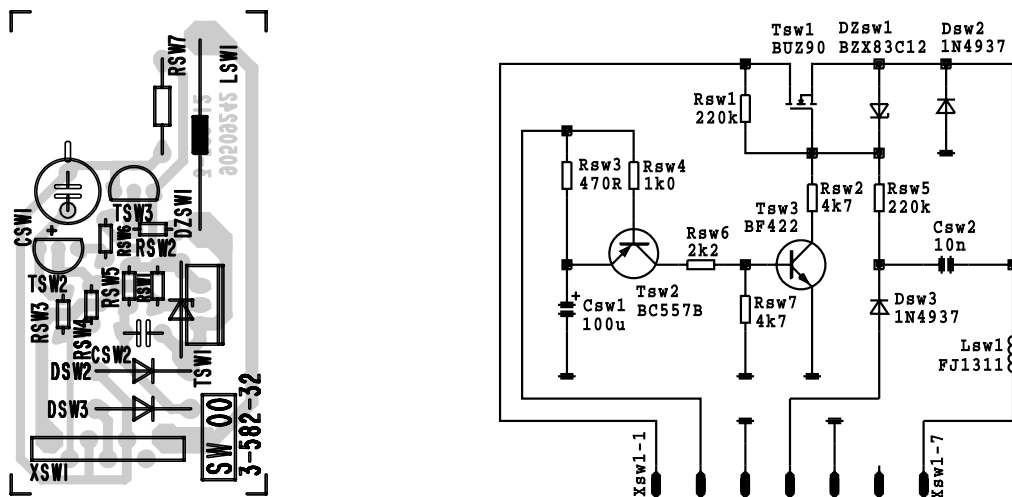 RSW7
LSW1
90509242
CSW1
TSW3
DZSW1
RSW6
RSW2
TSW2
RSW5
RSW1
RSW3
RSW4
CSW2
TSW1
DSW2
DSW3
SW 00
3-582-32
XSW1
Tsw1
BUZ90
DZsw1
BZX83C12
Dsw2
1N4937
Rsw1
220k
Rsw3
470R
Rsw4
1k0
Rsw2
4k7
Rsw5
220k
Tsw3
BF422
Rsw6
2k2
Csw2
10n
Csw1
100u
Tsw2
BC557B
Rsw7
4k7
Dsw3
1N4937
Lsw1
FJ1311
Xsw1-1
Xsw1-7